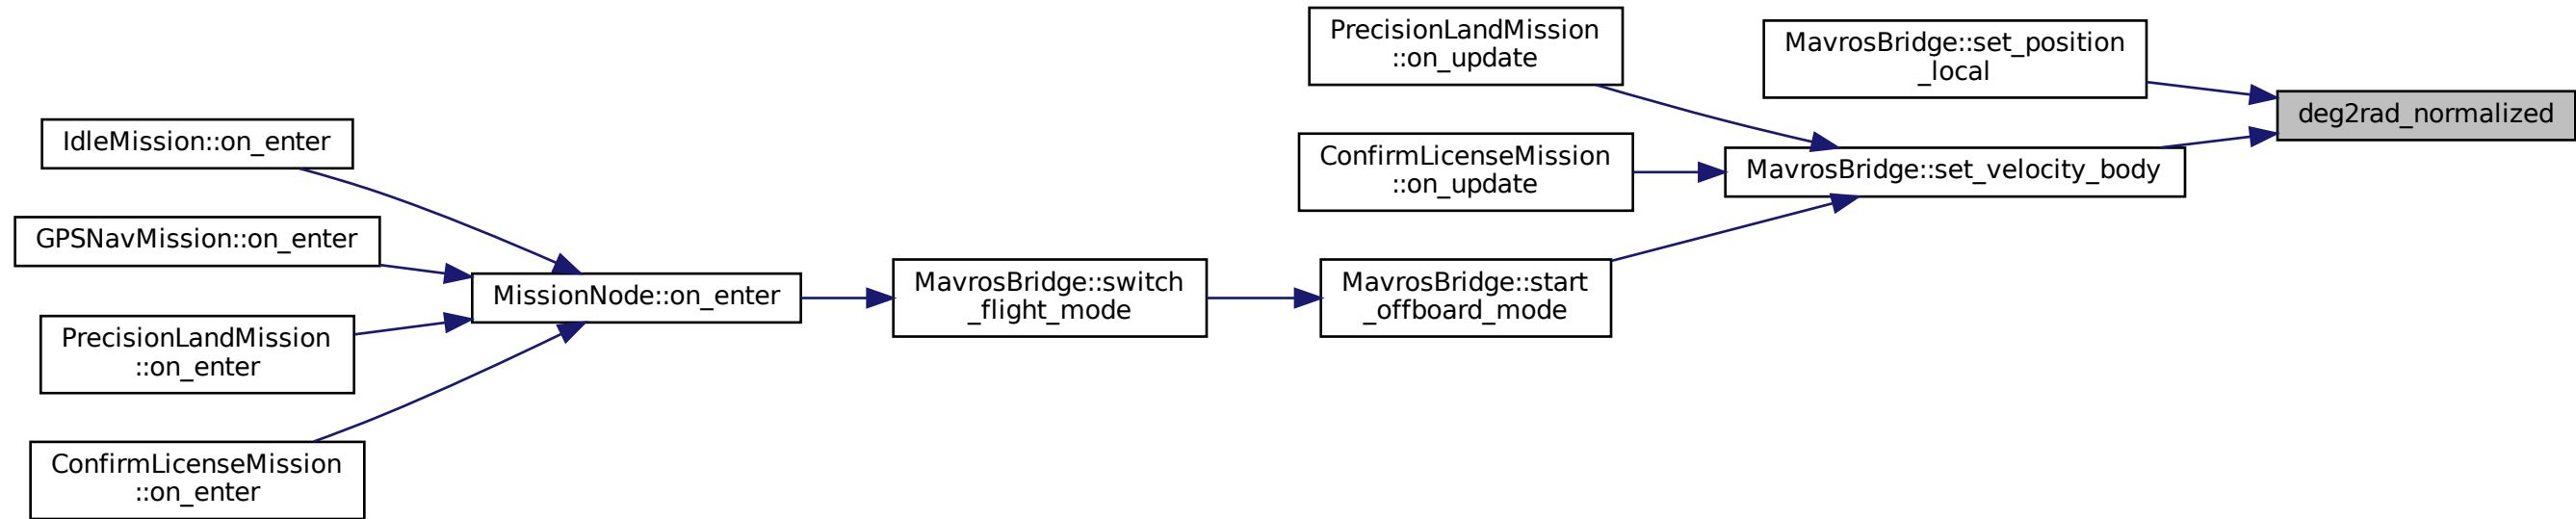 PrecisionLandMission
::on_update
MavrosBridge::set_position
_local
deg2rad_normalized
IdleMission::on_enter
ConfirmLicenseMission
::on_update
MavrosBridge::set_velocity_body
GPSNavMission::on_enter
MissionNode::on_enter
MavrosBridge::switch
_flight_mode
MavrosBridge::start
_offboard_mode
PrecisionLandMission
::on_enter
ConfirmLicenseMission
::on_enter